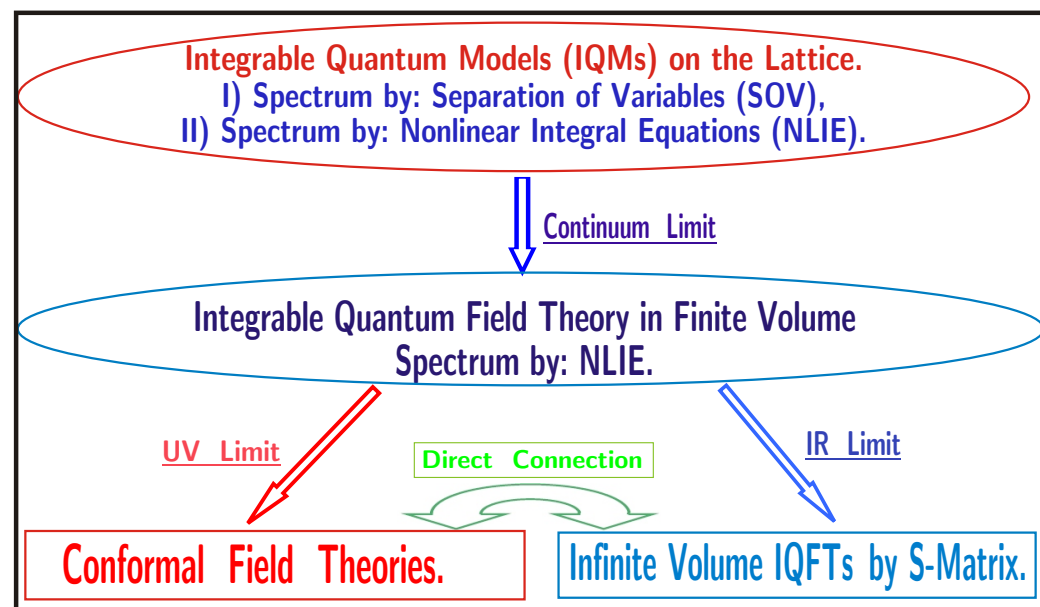 Integrable Quantum Models (IQMs) on the Lattice.
I) Spectrum by: Separation of Variables (SOV),
II) Spectrum by: Nonlinear Integral Equations (NLIE).
Continuum Limit
Integrable Quantum Field Theory in Finite Volume
Spectrum by: NLIE.
UV Limit
IR Limit
Direct Connection
Conformal Field Theories.
Infinite Volume IQFTs by S-Matrix.